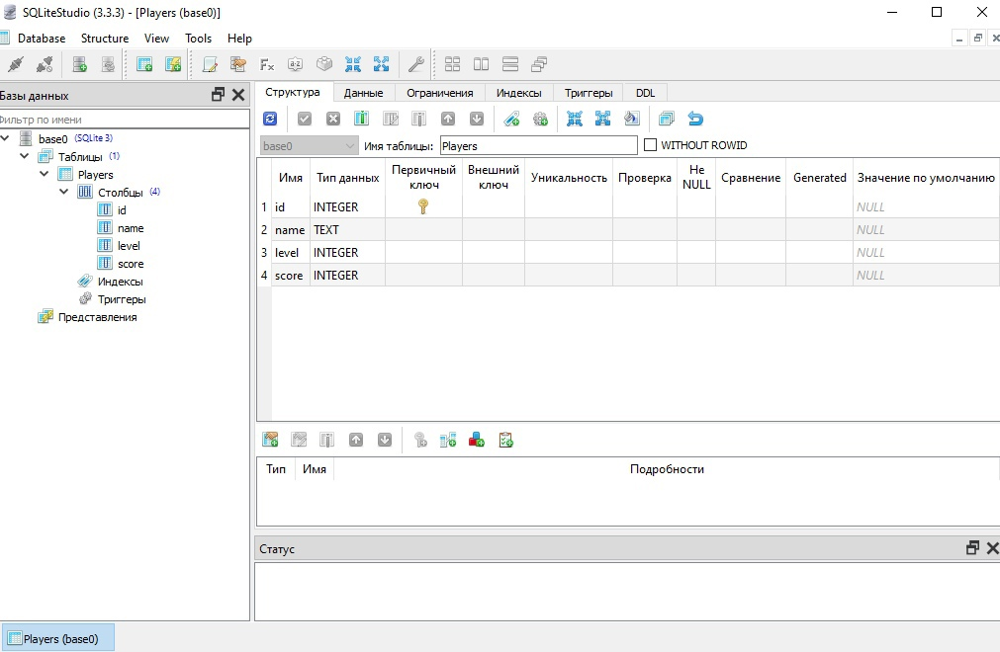 SQLiteStudio (3.3.3) - [Players (base0)]
Database Structure View Tools Help
Базы данных
Фильтр по имени
base0 (SQLite 3)
Таблицы (1)
Players
Столбцы (4)
id
name
level
score
Индексы
Триггеры
Представления
Структура Данные Ограничения Индексы Триггеры DDL
base0 Имя таблицы: Players WITHOUT ROWID
Имя Тип данных Первичный ключ Внешний ключ Уникальность Проверка Не NULL Сравнение Generated Значение по умолчанию
1 id INTEGER NULL
2 name TEXT NULL
3 level INTEGER NULL
4 score INTEGER NULL
Тип Имя Подробности
Статус
Players (base0)